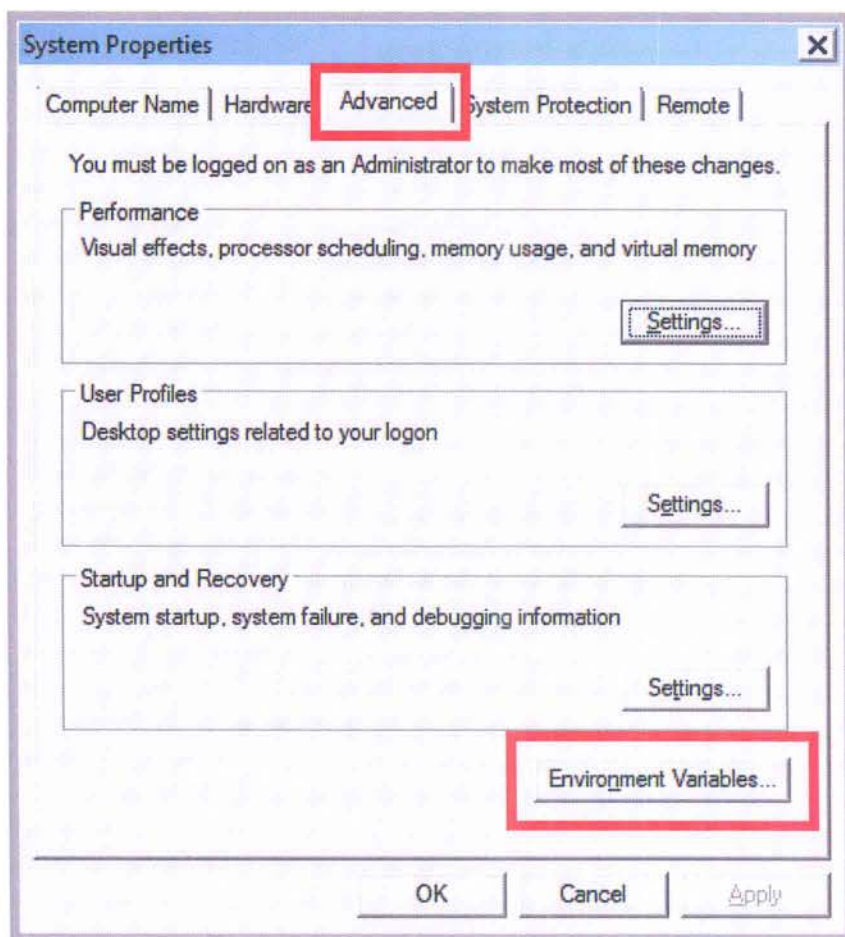 System Properties
Computer Name Hardware Advanced System Protection Remote
You must be logged on as an Administrator to make most of these changes.
Performance
Visual effects, processor scheduling, memory usage, and virtual memory
Settings...
User Profiles
Desktop settings related to your logon
Settings...
Startup and Recovery
System startup, system failure, and debugging information
Settings...
Environment Variables...
OK Cancel Apply